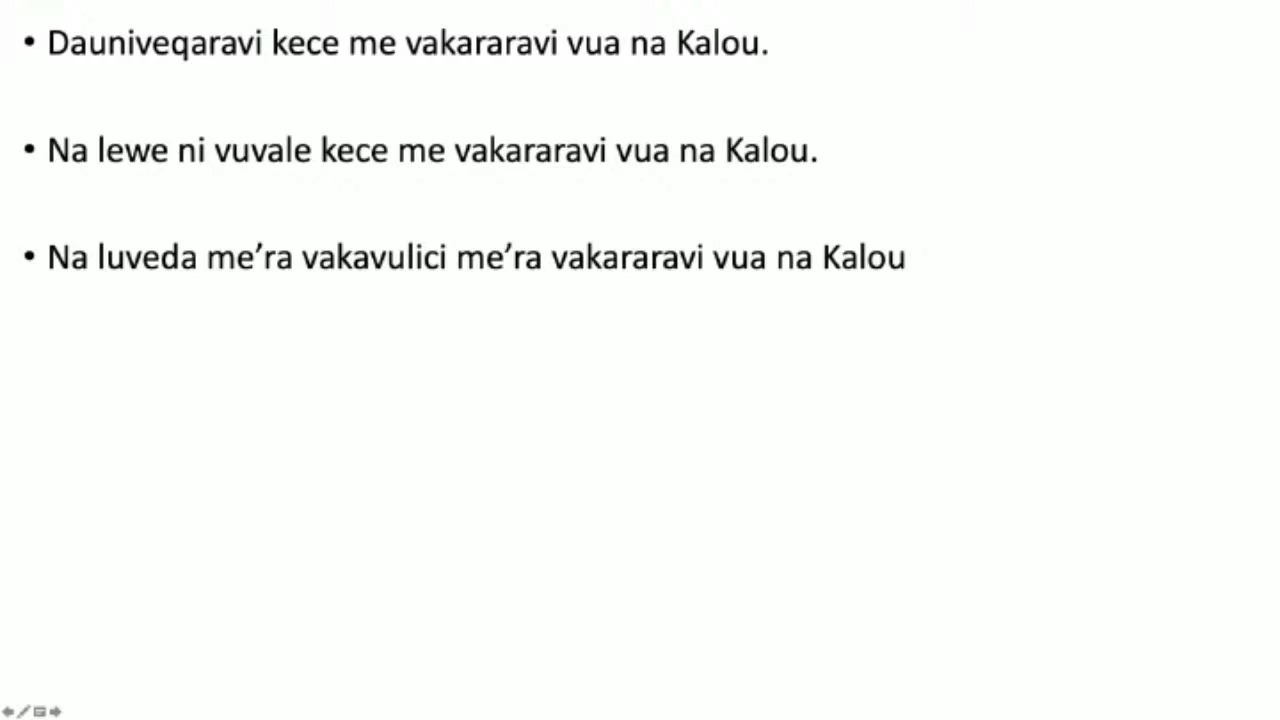 • Dauniveqaravi kece me vakararavi vua na Kalou.
• Na lewe ni vuvale kece me vakararavi vua na Kalou.
• Na luveda me’ra vakavulici me’ra vakararavi vua na Kalou